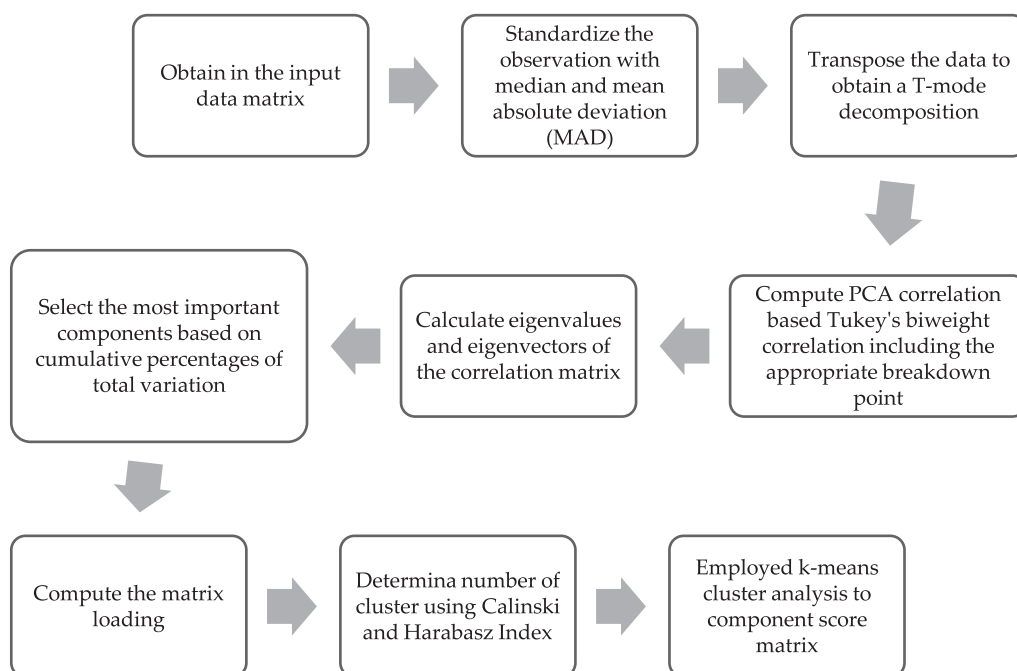 Obtain in the input
data matrix
Standardize the
observation with
median and mean
absolute deviation
(MAD)
Transpose the data to
obtain a T-mode
decomposition
Compute PCA correlation
based Tukey's biweight
correlation including the
appropriate breakdown
point
Calculate eigenvalues
and eigenvectors of
the correlation matrix
Select the most important
components based on
cumulative percentages of
total variation
Compute the matrix
loading
Determina number of
cluster using Calinski
and Harabasz Index
Employed k-means
cluster analysis to
component score
matrix